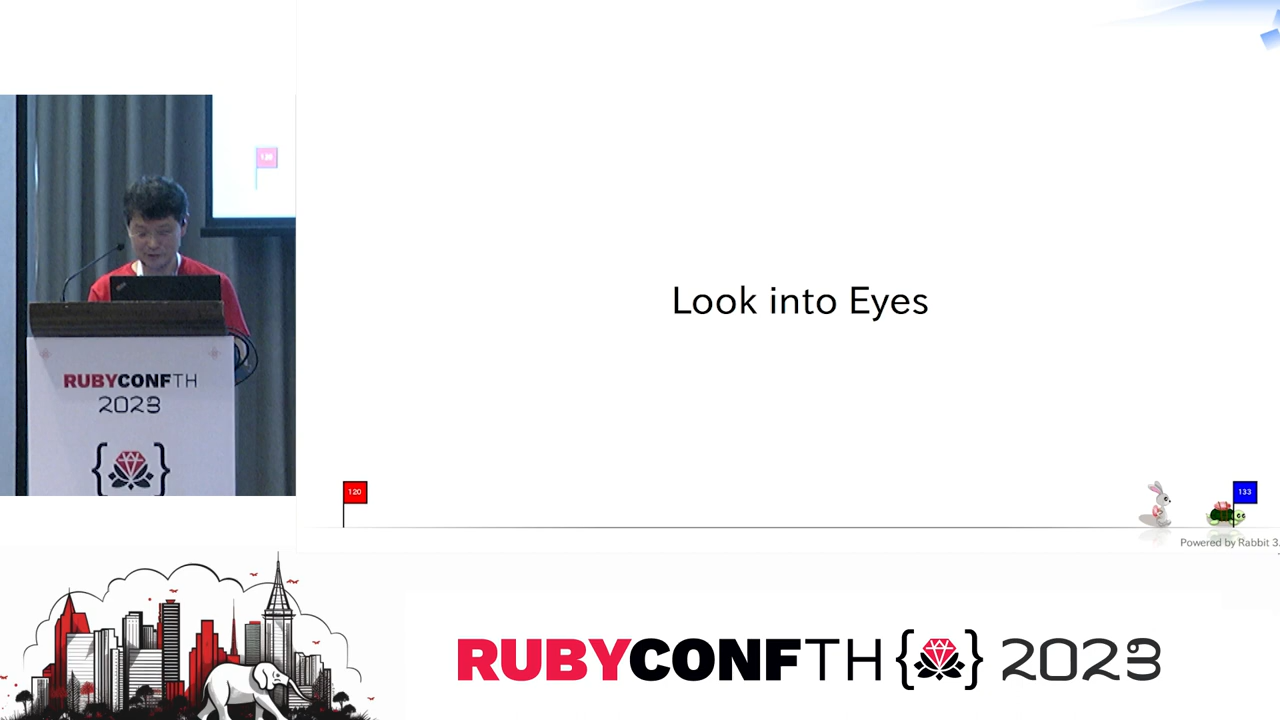 Look into Eyes
120
133
Powered by Rabbit 3.
RUBYCONFTH
2023
RUBYCONFTH 2023